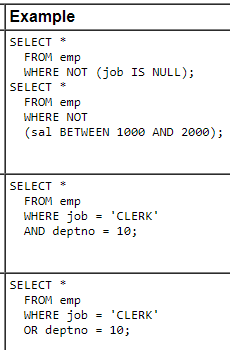 Example
SELECT *
  FROM emp
  WHERE NOT (job IS NULL);
SELECT *
  FROM emp
  WHERE NOT
  (sal BETWEEN 1000 AND 2000);
SELECT *
  FROM emp
  WHERE job = 'CLERK'
  AND deptno = 10;
SELECT *
  FROM emp
  WHERE job = 'CLERK'
  OR deptno = 10;